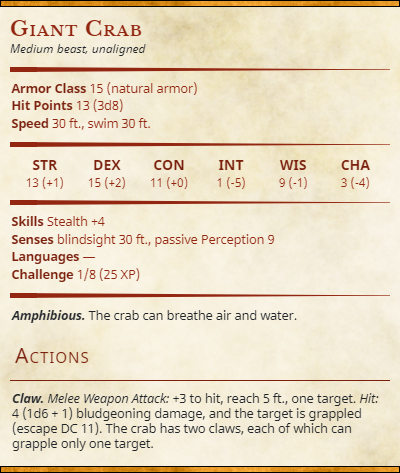 Giant Crab
Medium beast, unaligned
Armor Class 15 (natural armor)
Hit Points 13 (3d8)
Speed 30 ft., swim 30 ft.
STR DEX CON INT WIS CHA
13 (+1) 15 (+2) 11 (+0) 1 (-5) 9 (-1) 3 (-4)
Skills Stealth +4
Senses blindsight 30 ft., passive Perception 9
Languages —
Challenge 1/8 (25 XP)
Amphibious. The crab can breathe air and water.
Actions
Claw. Melee Weapon Attack: +3 to hit, reach 5 ft., one target. Hit:
4 (1d6 + 1) bludgeoning damage, and the target is grappled
(escape DC 11). The crab has two claws, each of which can
grapple only one target.